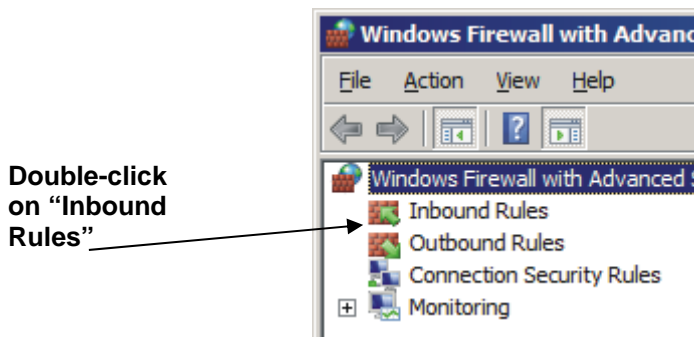 Windows Firewall with Advanc
File Action View Help
Windows Firewall with Advanced S
Double-click
on “Inbound
Rules”
Inbound Rules
Outbound Rules
Connection Security Rules
Monitoring